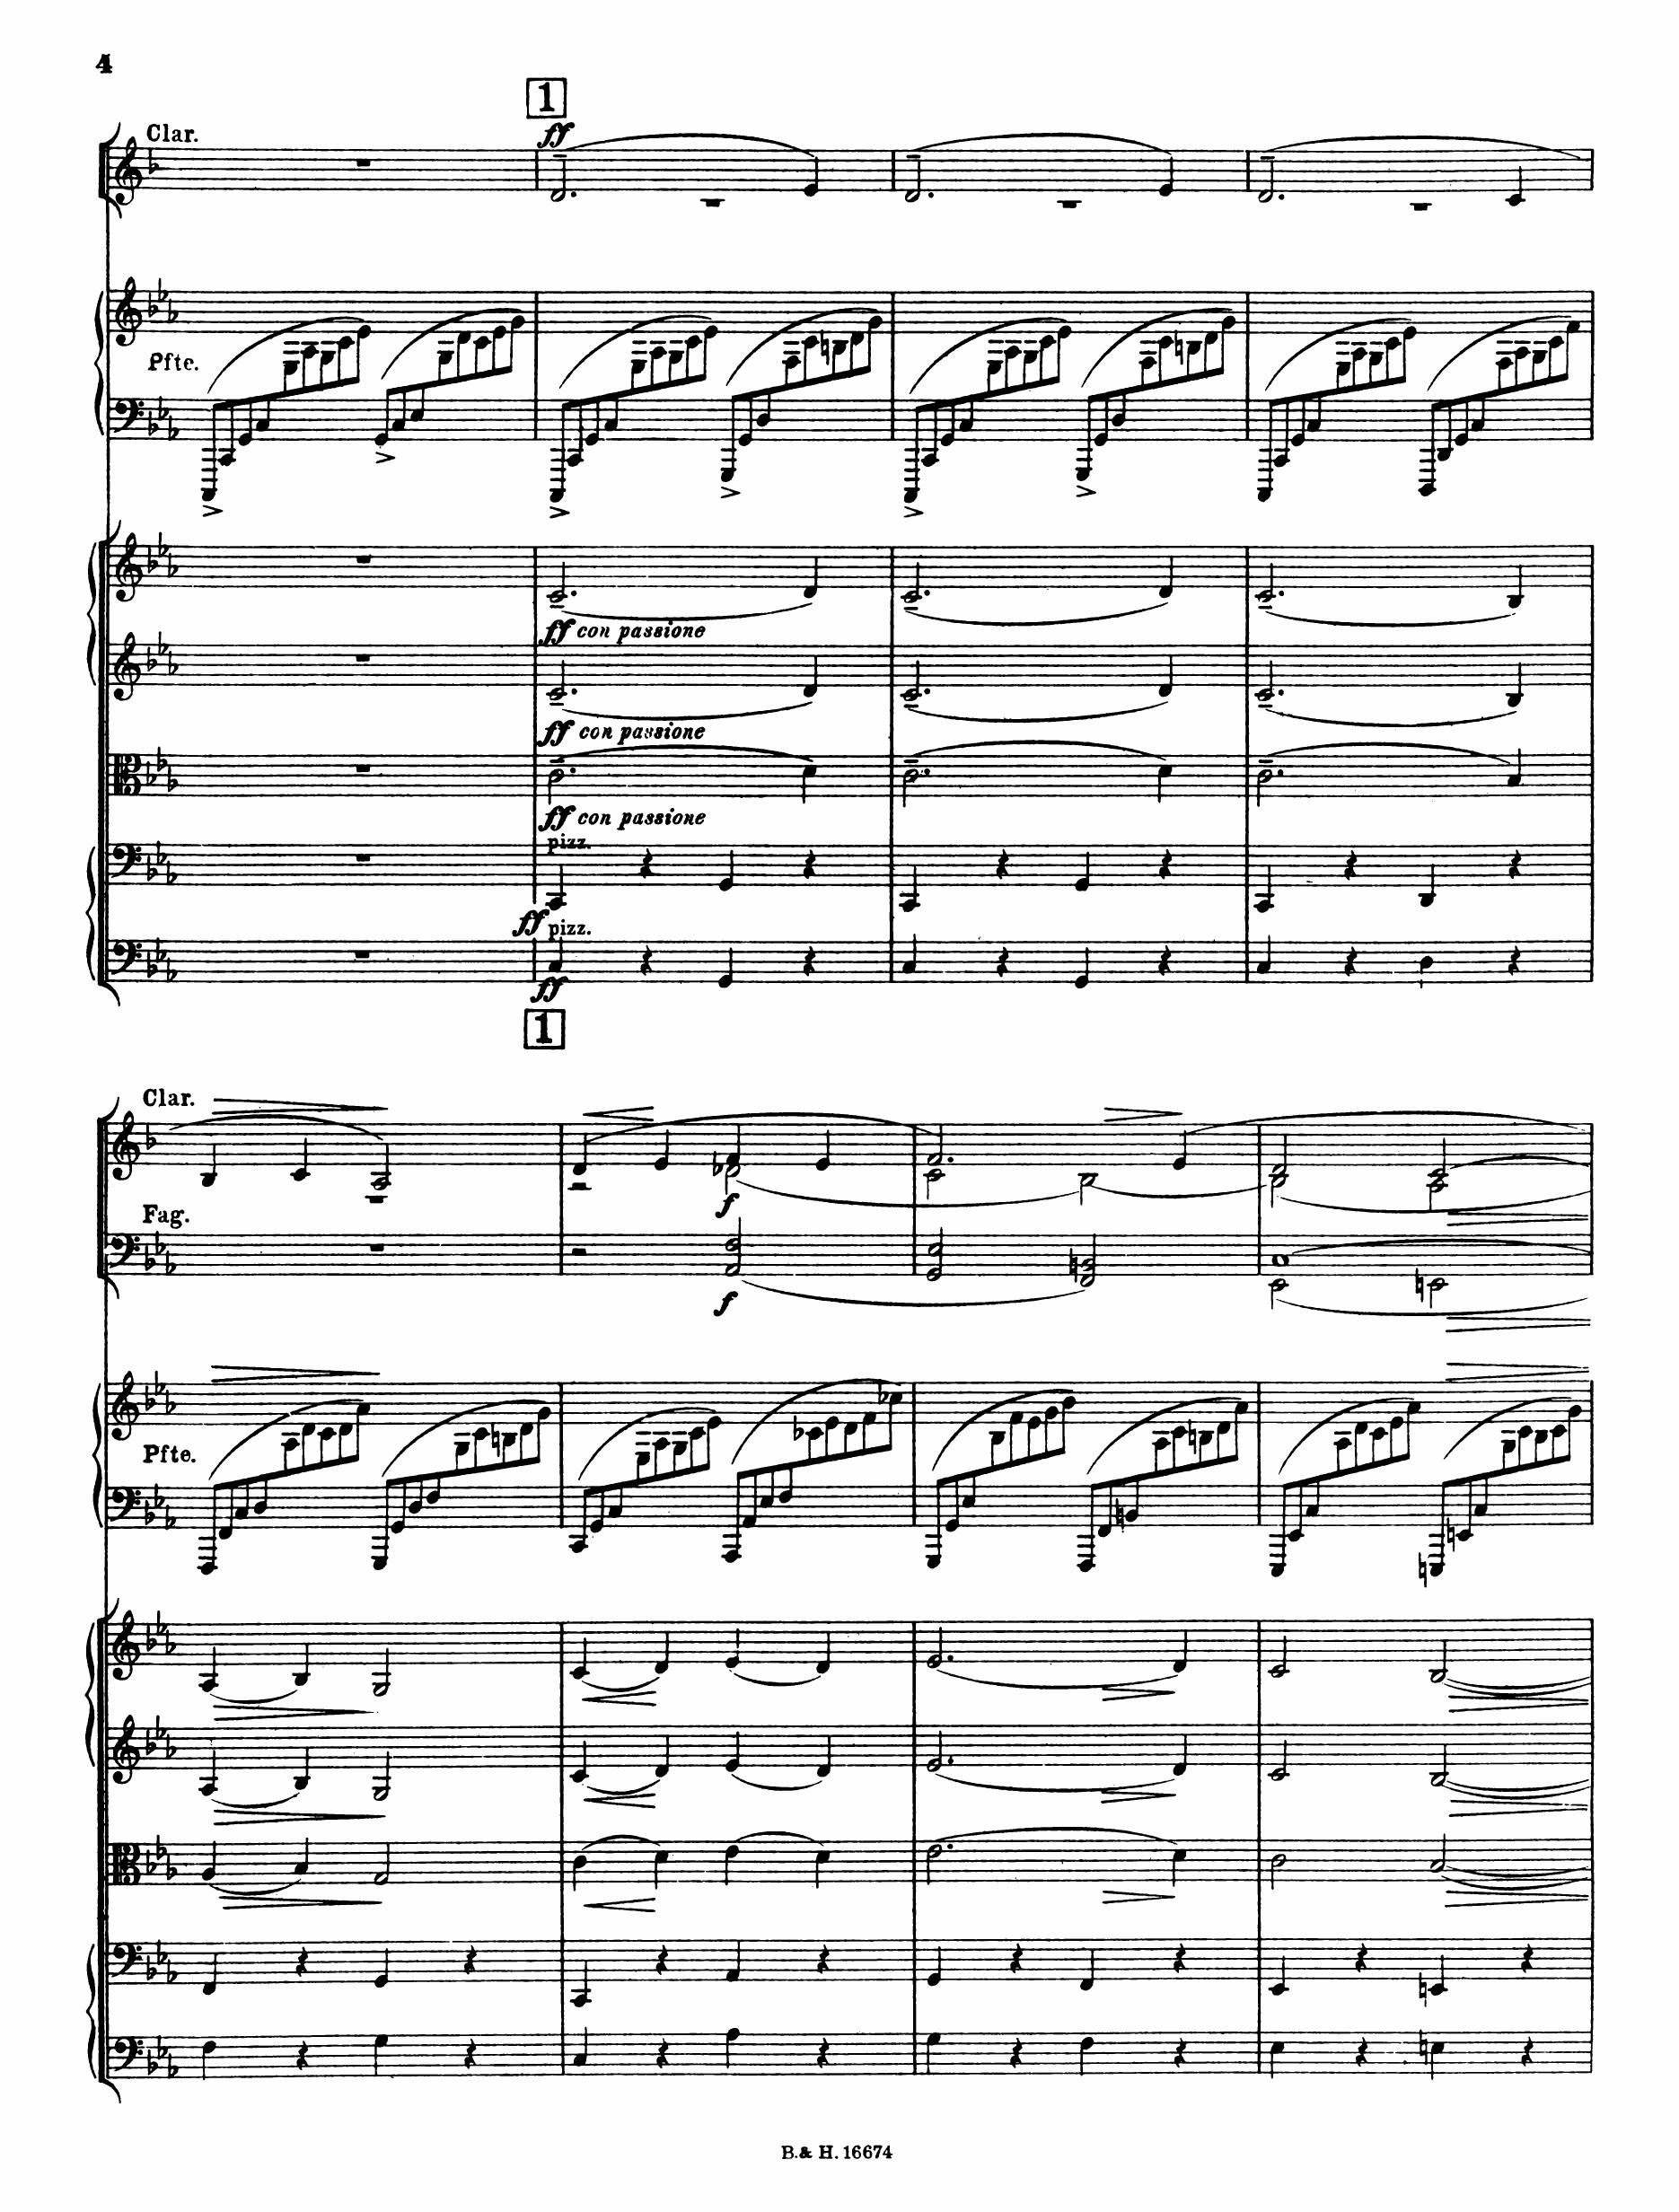 4
1
Clar.
ff
Pfte.
ff con passione
ff con passione
ff con passione
pizz.
ff pizz.
ff
1
Clar.
Fag.
f
f
Pfte.
B. & H. 16674